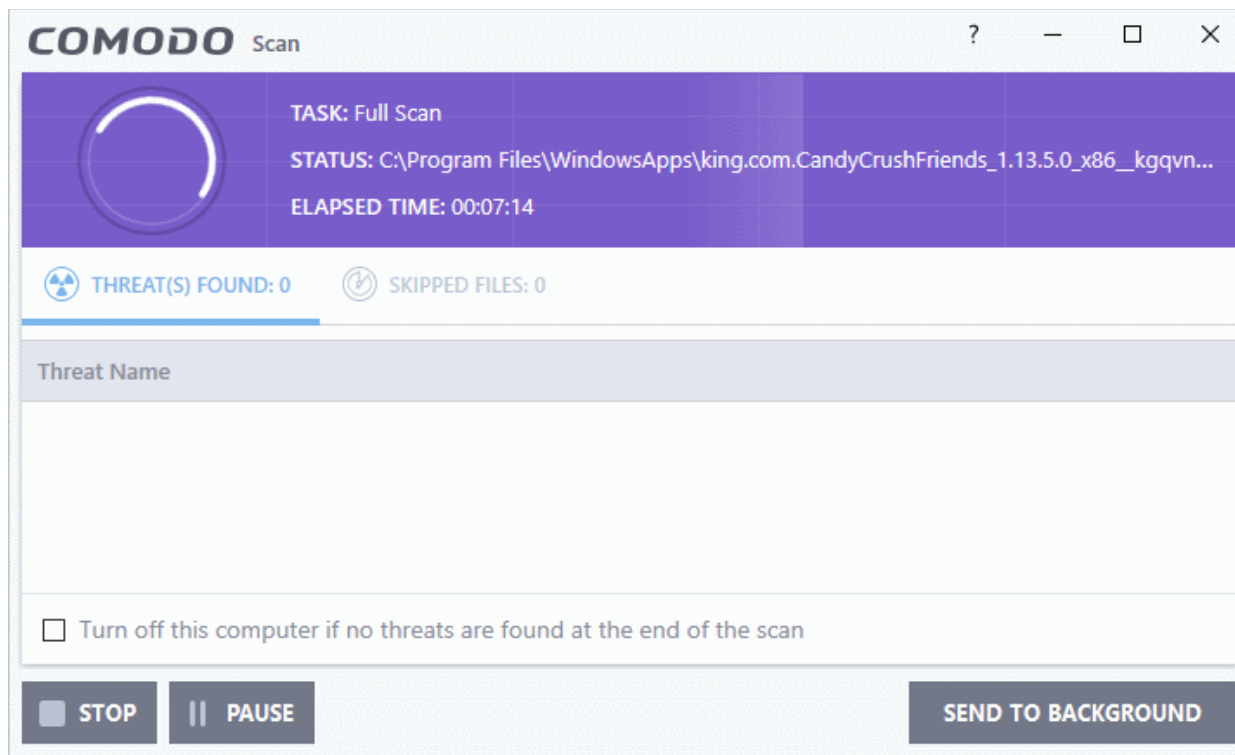 COMODO Scan ?
TASK: Full Scan
STATUS: C:\Program Files\WindowsApps\king.com.CandyCrushFriends_1.13.5.0_x86__kgqvn...
ELAPSED TIME: 00:07:14
THREAT(S) FOUND: 0 SKIPPED FILES: 0
Threat Name
Turn off this computer if no threats are found at the end of the scan
STOP PAUSE SEND TO BACKGROUND